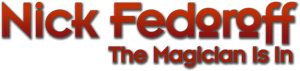 Nick Fedoroff
The Magician Is In